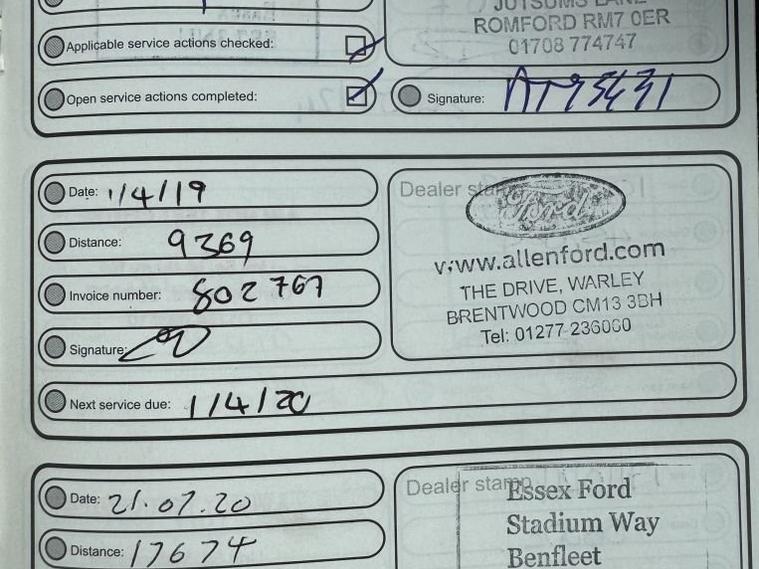 JUTSUMS LANE
ROMFORD RM7 0ER
01708 774747
Applicable service actions checked:
Open service actions completed:
Signature:
Date: 1/4/19
Dealer stamp
Ford
Distance: 9369
www.allenford.com
THE DRIVE, WARLEY
BRENTWOOD CM13 3BH
Tel: 01277 236060
Invoice number: 802767
Signature:
Next service due: 1/4/20
Date: 21.07.20
Dealer stamp
Essex Ford
Stadium Way
Benfleet
Distance: 17674